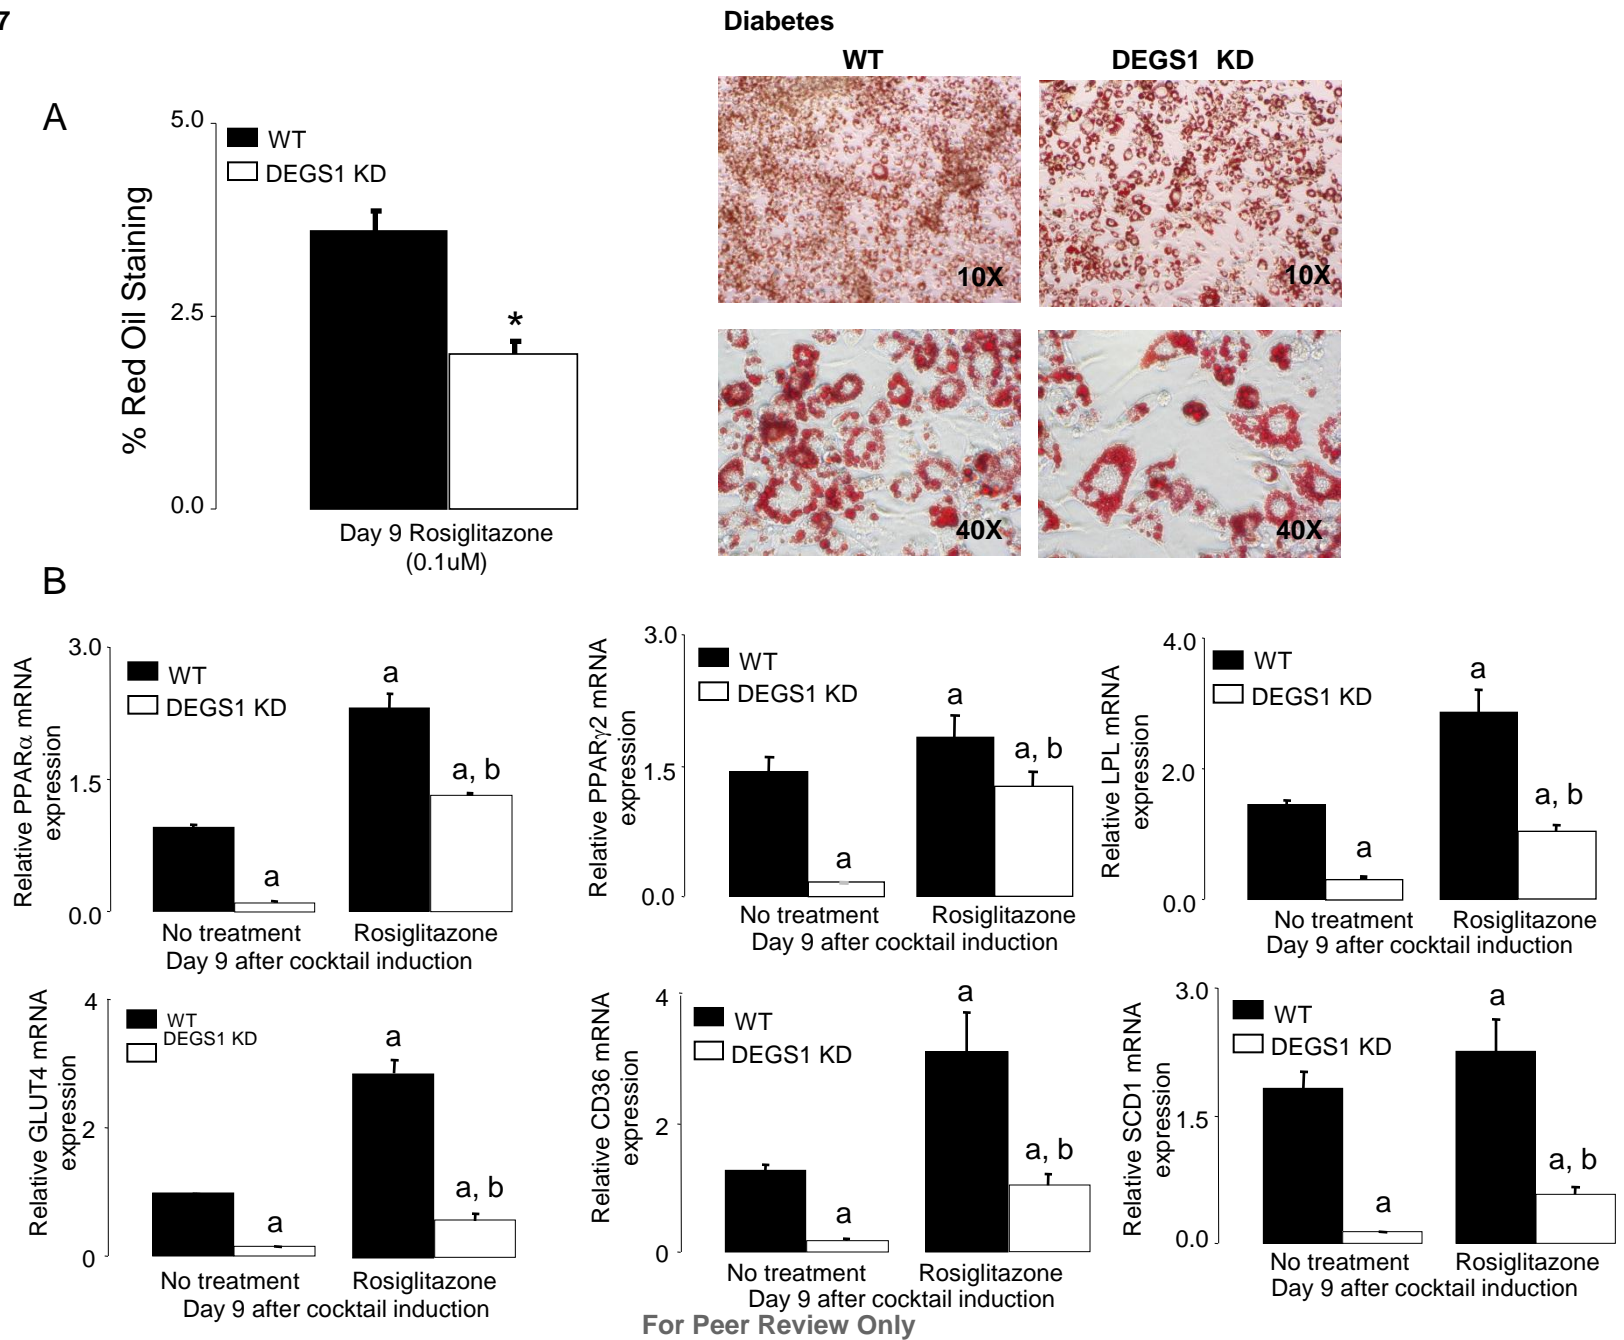 7
Diabetes
WT
DEGS1 KD
A
5.0
2.5
0.0
% Red Oil Staining
WT
DEGS1 KD
*
Day 9 Rosiglitazone
(0.1uM)
10X
10X
40X
40X
B
Relative PPARα mRNA
expression
3.0
1.5
0.0
WT
DEGS1 KD
a
a
a, b
No treatment
Rosiglitazone
Day 9 after cocktail induction
Relative PPARγ2 mRNA
expression
3.0
1.5
0.0
WT
DEGS1 KD
a
a
a, b
No treatment
Rosiglitazone
Day 9 after cocktail induction
Relative LPL mRNA
expression
4.0
2.0
0.0
WT
DEGS1 KD
a
a
a, b
No treatment
Rosiglitazone
Day 9 after cocktail induction
Relative GLUT4 mRNA
expression
4
2
0
WT
DEGS1 KD
a
a
a, b
No treatment
Rosiglitazone
Day 9 after cocktail induction
Relative CD36 mRNA
expression
4
2
0
WT
DEGS1 KD
a
a
a, b
No treatment
Rosiglitazone
Day 9 after cocktail induction
Relative SCD1 mRNA
expression
3.0
1.5
0.0
WT
DEGS1 KD
a
a
a, b
No treatment
Rosiglitazone
Day 9 after cocktail induction
For Peer Review Only